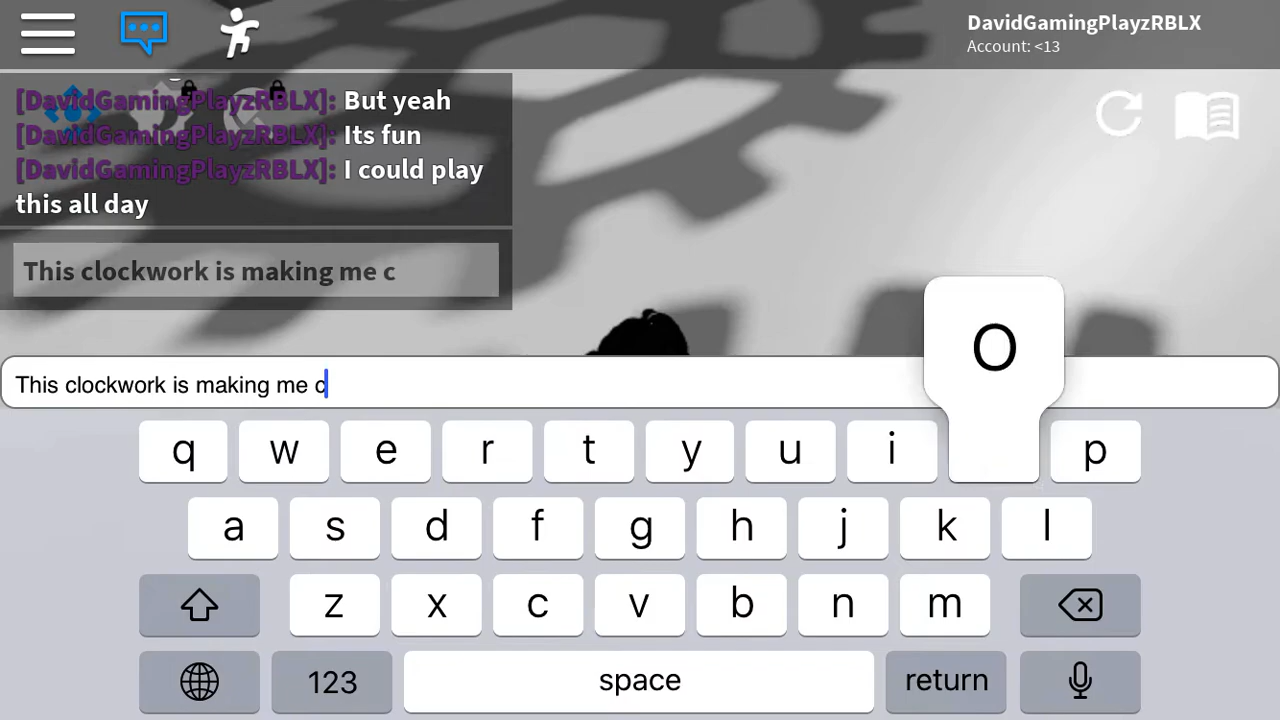 DavidGamingPlayzRBLX
Account: <13
[DavidGamingPlayzRBLX]: But yeah
[DavidGamingPlayzRBLX]: Its fun
[DavidGamingPlayzRBLX]: I could play
this all day
This clockwork is making me c
O
This clockwork is making me c
q w e r t y u i p
a s d f g h j k l
z x c v b n m
123 space return